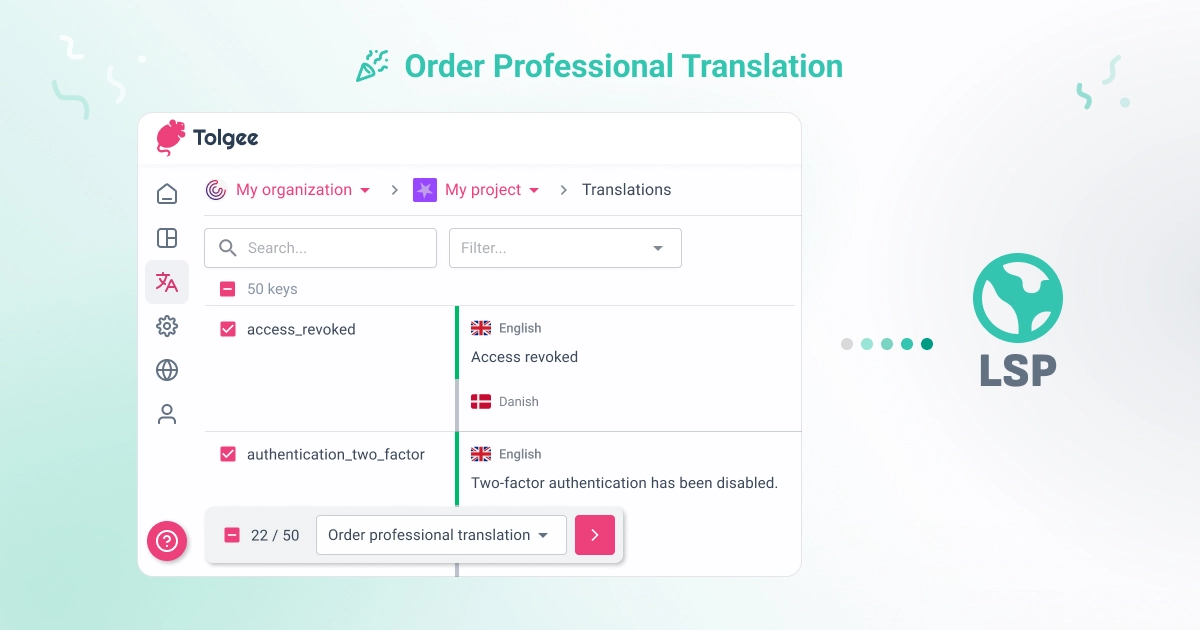 Order Professional Translation
Tolgee
My organization > My project > Translations
Search... Filter...
50 keys
access_revoked
English
Access revoked
Danish
authentication_two_factor
English
Two-factor authentication has been disabled.
22 / 50 Order professional translation
LSP